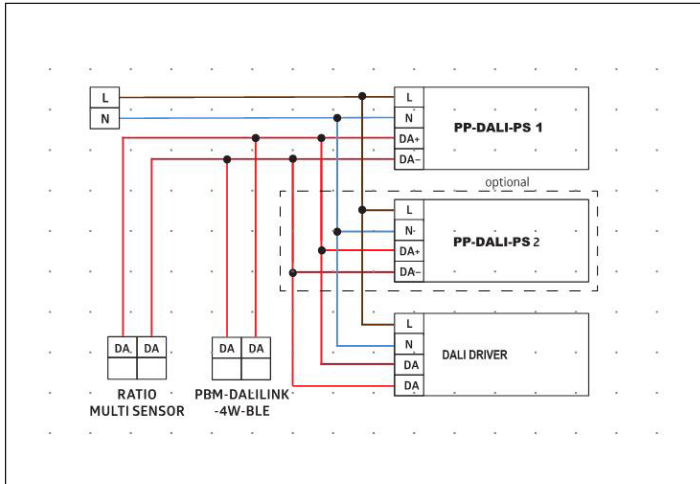 L
N
L
N
DA+
DA-
PP-DALI-PS 1
optional
L
N
DA+
DA-
PP-DALI-PS 2
L
N
DA
DA
DALI DRIVER
DA DA
RATIO
MULTI SENSOR
DA DA
PBM-DALILINK
-4W-BLE